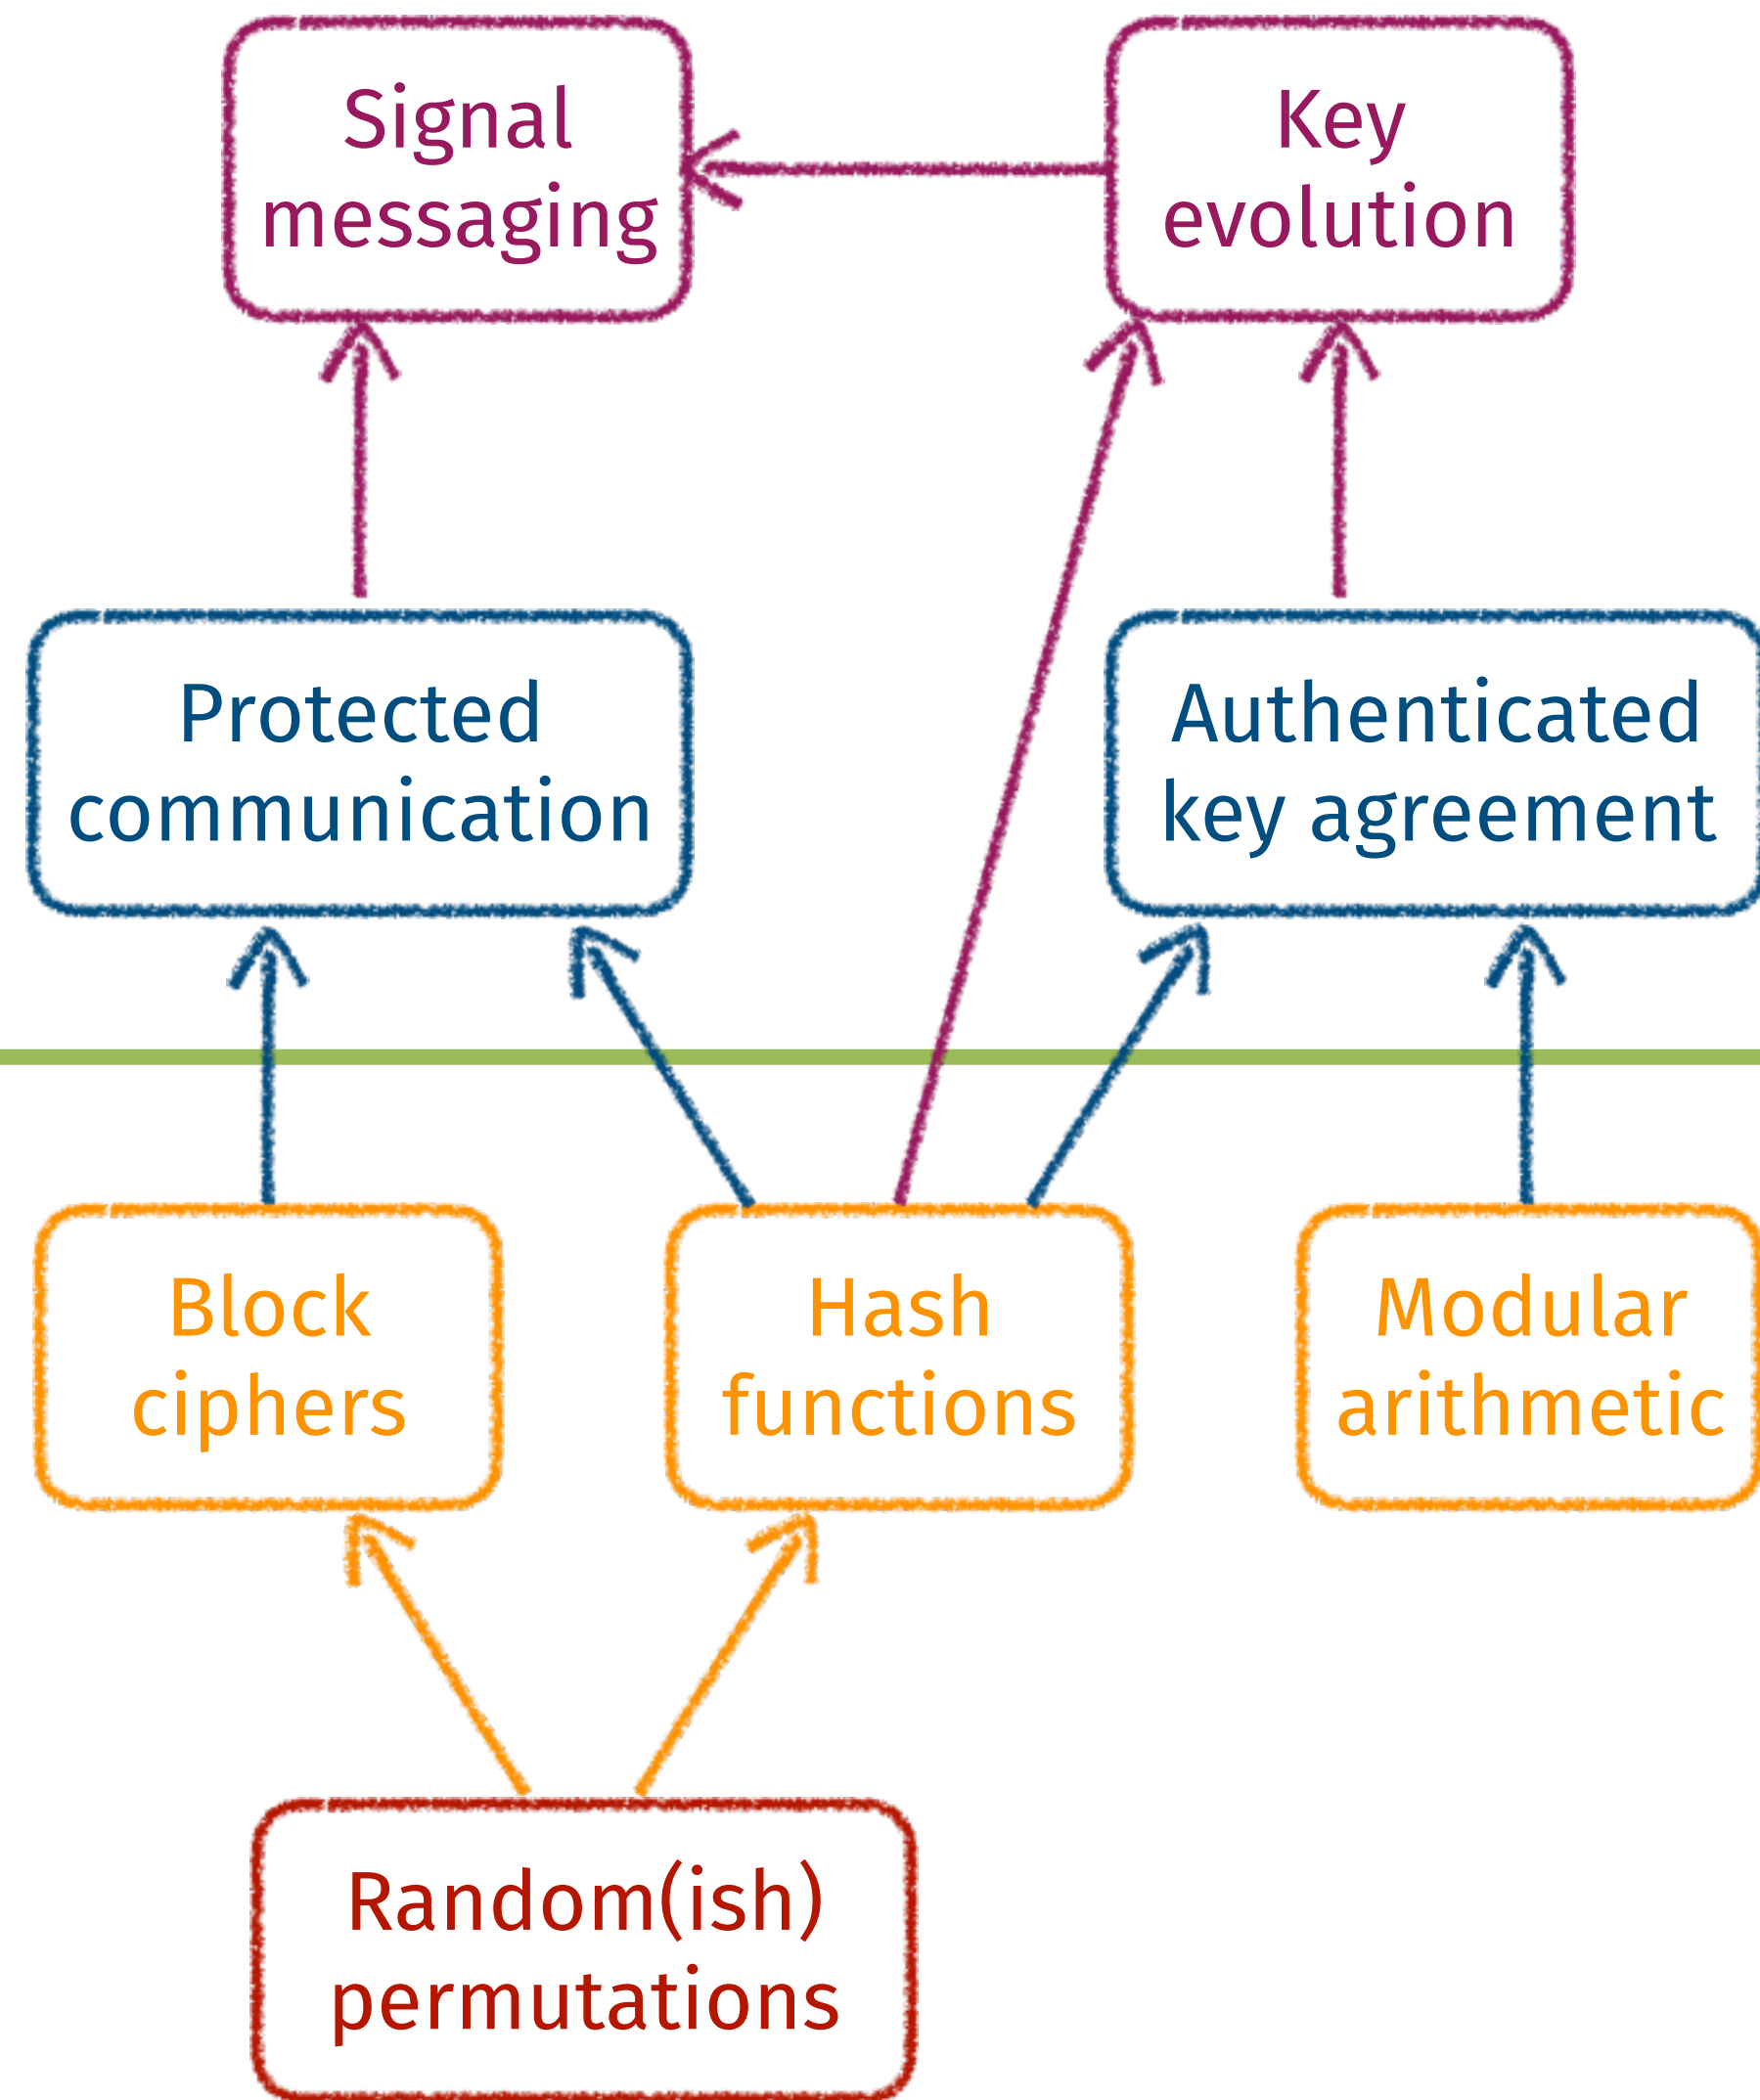 Signal
messaging
Key
evolution
Protected
communication
Authenticated
key agreement
Block
ciphers
Hash
functions
Modular
arithmetic
Random(ish)
permutations